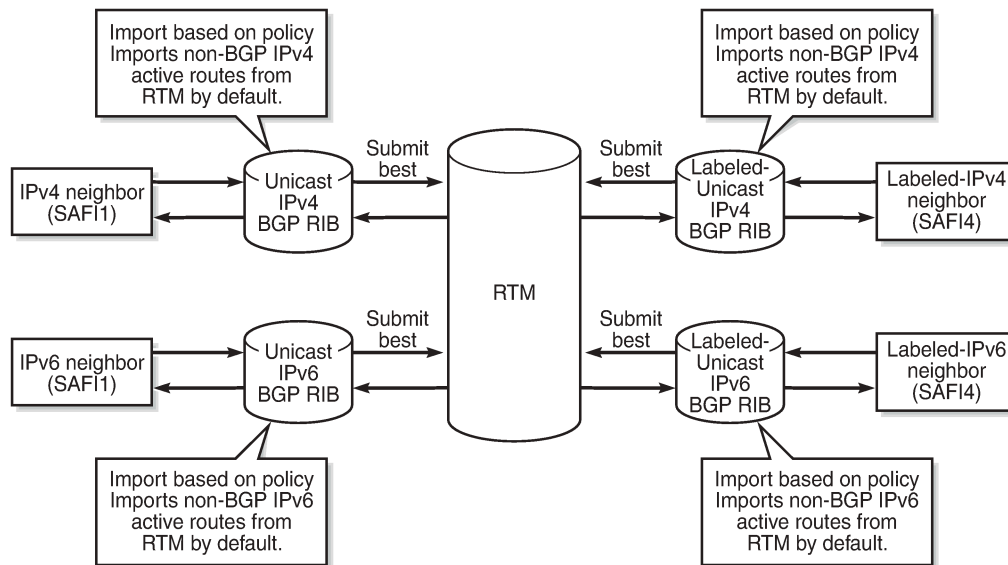 Import based on policy
Imports non-BGP IPv4
active routes from
RTM by default.
Import based on policy
Imports non-BGP IPv4
active routes from
RTM by default.
IPv4 neighbor
(SAFI1)
Unicast
IPv4
BGP RIB
Submit
best
Submit
best
Labeled-
Unicast
IPv4
BGP RIB
Labeled-IPv4
neighbor
(SAFI4)
RTM
IPv6 neighbor
(SAFI1)
Unicast
IPv6
BGP RIB
Submit
best
Submit
best
Labeled-
Unicast
IPv6
BGP RIB
Labeled-IPv6
neighbor
(SAFI4)
Import based on policy
Imports non-BGP IPv6
active routes from
RTM by default.
Import based on policy
Imports non-BGP IPv6
active routes from
RTM by default.